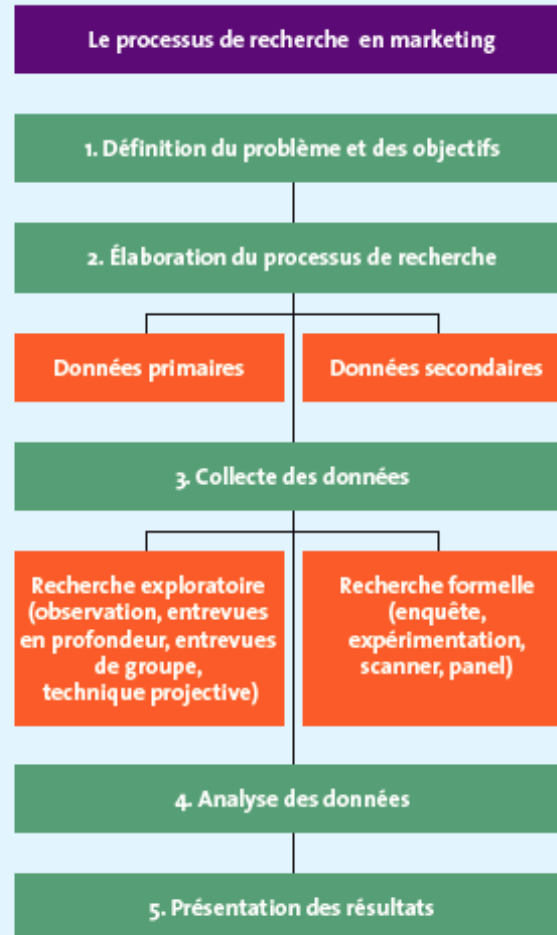 Le processus de recherche en marketing
1. Définition du problème et des objectifs
2. Élaboration du processus de recherche
Données primaires
Données secondaires
3. Collecte des données
Recherche exploratoire
(observation, entrevues
en profondeur, entrevues
de groupe,
technique projective)
Recherche formelle
(enquête,
expérimentation,
scanner, panel)
4. Analyse des données
5. Présentation des résultats